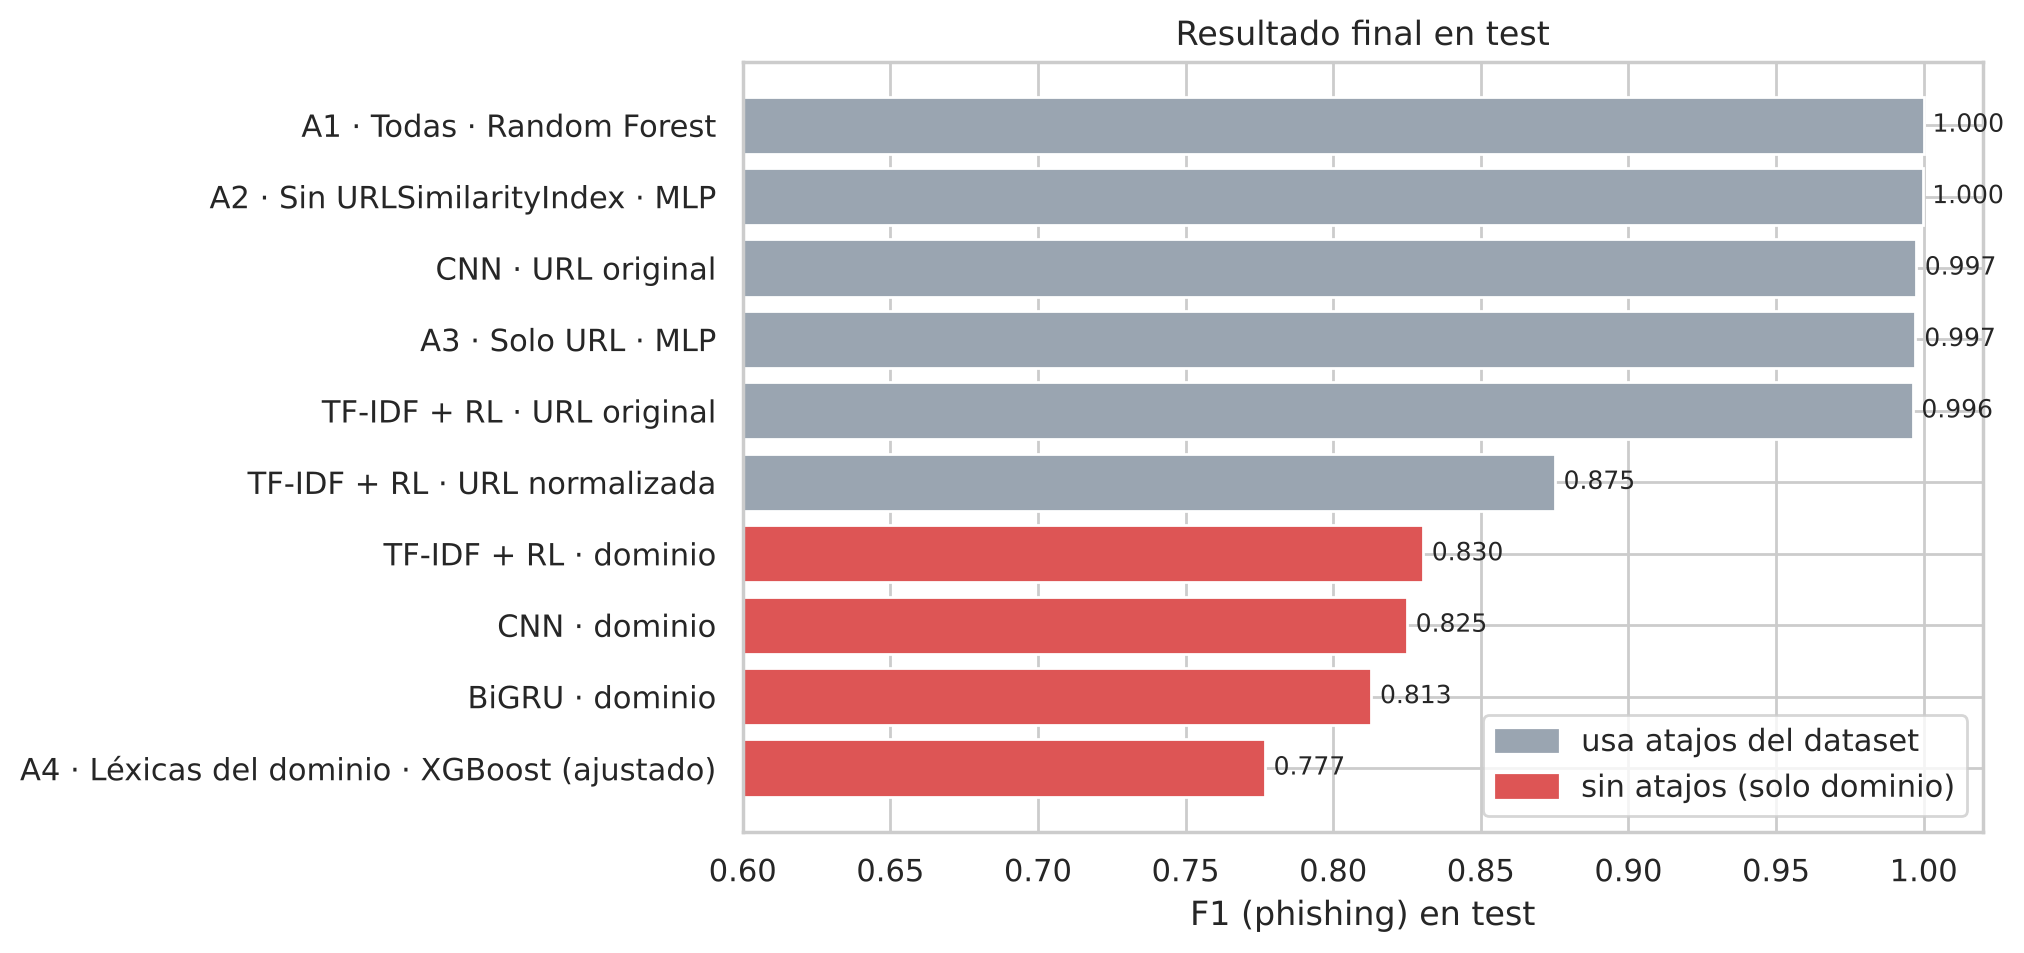 Resultado final en test
A1 · Todas · Random Forest
1.000
A2 · Sin URLSimilarityIndex · MLP
1.000
CNN · URL original
0.997
A3 · Solo URL · MLP
0.997
TF-IDF + RL · URL original
0.996
TF-IDF + RL · URL normalizada
0.875
TF-IDF + RL · dominio
0.830
CNN · dominio
0.825
BiGRU · dominio
0.813
A4 · Léxicas del dominio · XGBoost (ajustado)
0.777
usa atajos del dataset
sin atajos (solo dominio)
0.60 0.65 0.70 0.75 0.80 0.85 0.90 0.95 1.00
F1 (phishing) en test